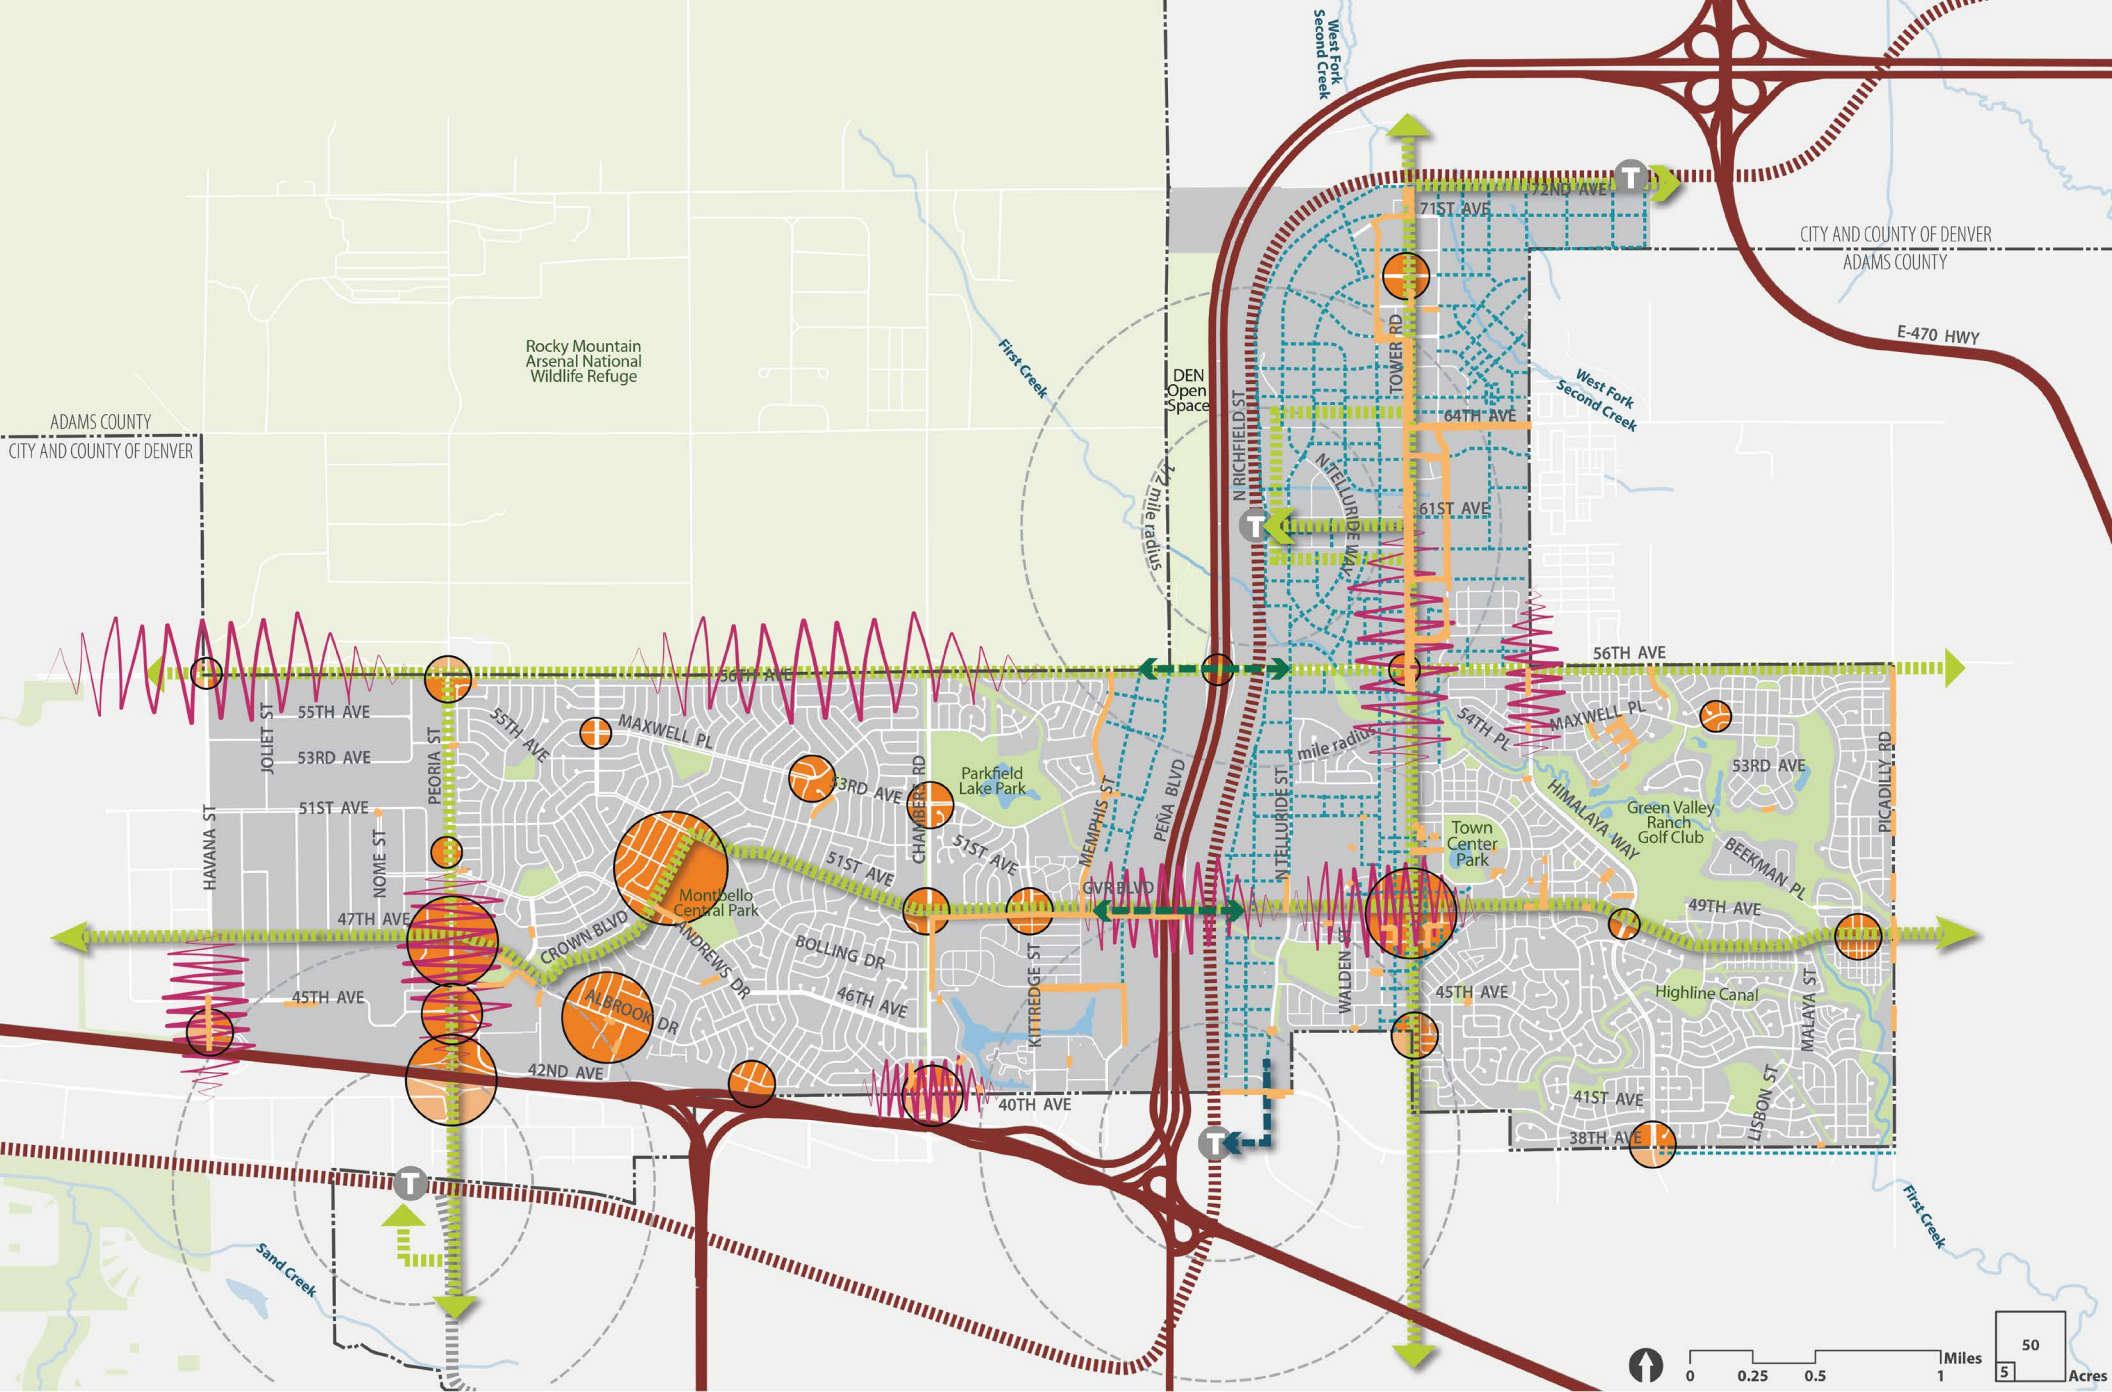 West Fork
Second Creek
T
72ND AVE
71ST AVE
CITY AND COUNTY OF DENVER
ADAMS COUNTY
E-470 HWY
TOWER RD
Rocky Mountain
Arsenal National
Wildlife Refuge
First Creek
DEN
Open
Space
West Fork
Second Creek
ADAMS COUNTY
CITY AND COUNTY OF DENVER
N RICHFIELD ST
64TH AVE
1/2 mile radius
N TELLURIDE WAY
61ST AVE
T
56TH AVE
56TH AVE
JOLIET ST
55TH AVE
53RD AVE
51ST AVE
PEORIA ST
55TH AVE
MAXWELL PL
53RD AVE
CHAMBERS RD
Parkfield
Lake Park
51ST AVE
51ST AVE
MEMPHIS ST
PEÑA BLVD
mile radius
N TELLURIDE ST
54TH PL
MAXWELL PL
53RD AVE
PICADILLY RD
HIMALAYA WAY
Green Valley
Ranch
Golf Club
Town
Center
Park
BEEKMAN PL
HAVANA ST
NOME ST
47TH AVE
Montbello
Central Park
GVR BLVD
49TH AVE
CROWN BLVD
ANDREWS DR
BOLLING DR
46TH AVE
KITTREDGE ST
WALDEN ST
45TH AVE
Highline Canal
MALAYA ST
45TH AVE
ALBROOK DR
42ND AVE
40TH AVE
41ST AVE
LISBON ST
38TH AVE
T
T
First Creek
Sand Creek
0
0.25
0.5
1
Miles
50
5
Acres